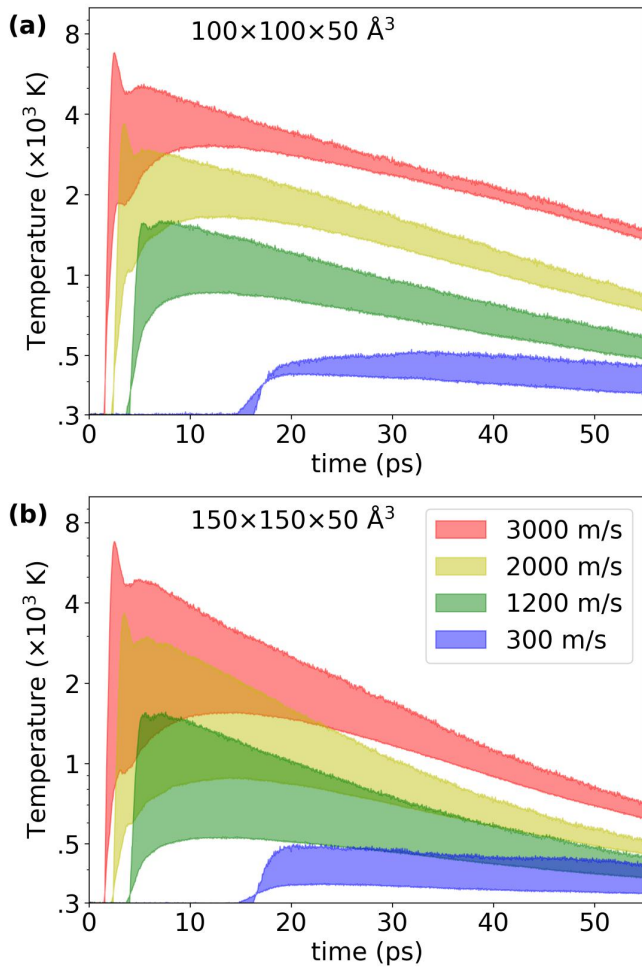 (a)
100×100×50 Å³
Temperature (×10³ K)
8
4
2
1
.5
.3
0 10 20 30 40 50
time (ps)
(b)
150×150×50 Å³
3000 m/s
2000 m/s
1200 m/s
300 m/s
Temperature (×10³ K)
8
4
2
1
.5
.3
0 10 20 30 40 50
time (ps)